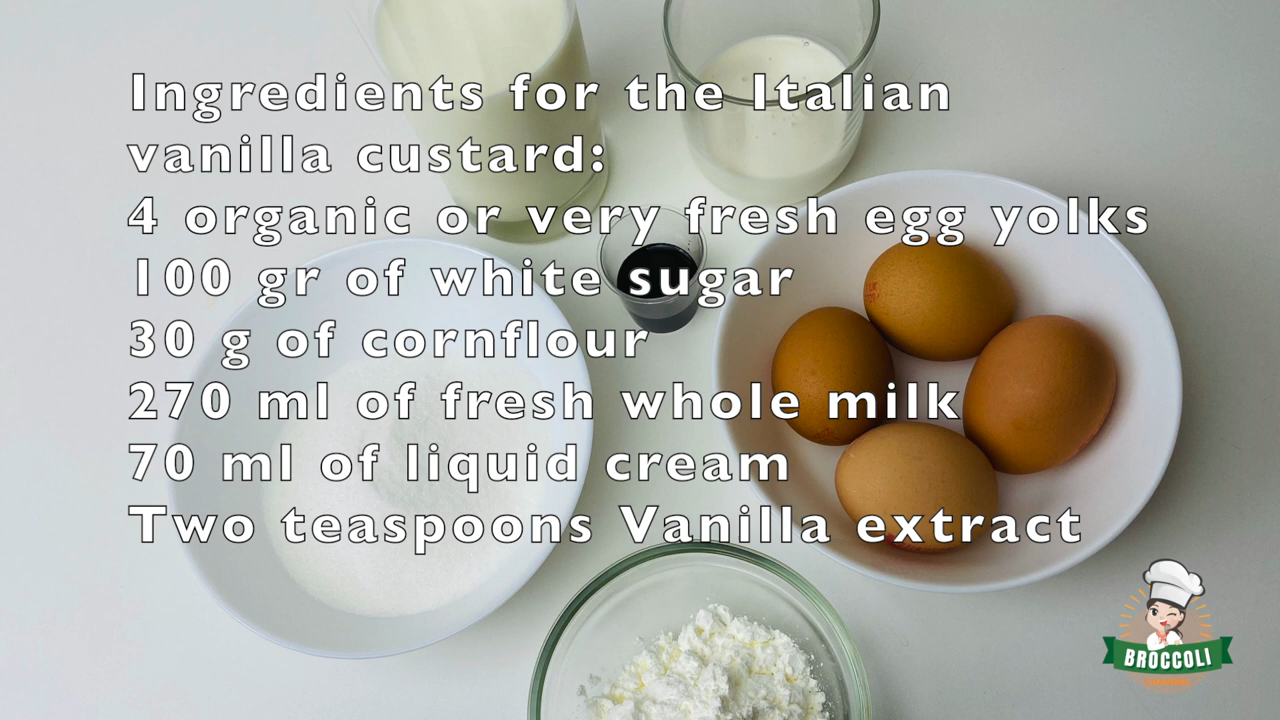 Ingredients for the Italian
vanilla custard:
4 organic or very fresh egg yolks
100 gr of white sugar
30 g of cornflour
270 ml of fresh whole milk
70 ml of liquid cream
Two teaspoons Vanilla extract
BROCCOLI